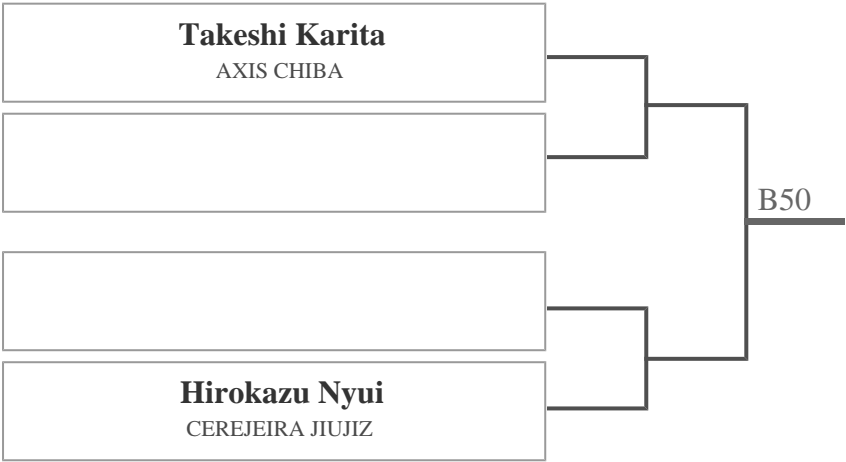 Takeshi Karita
AXIS CHIBA
B50
Hirokazu Nyui
CEREJEIRA JIUJIZ